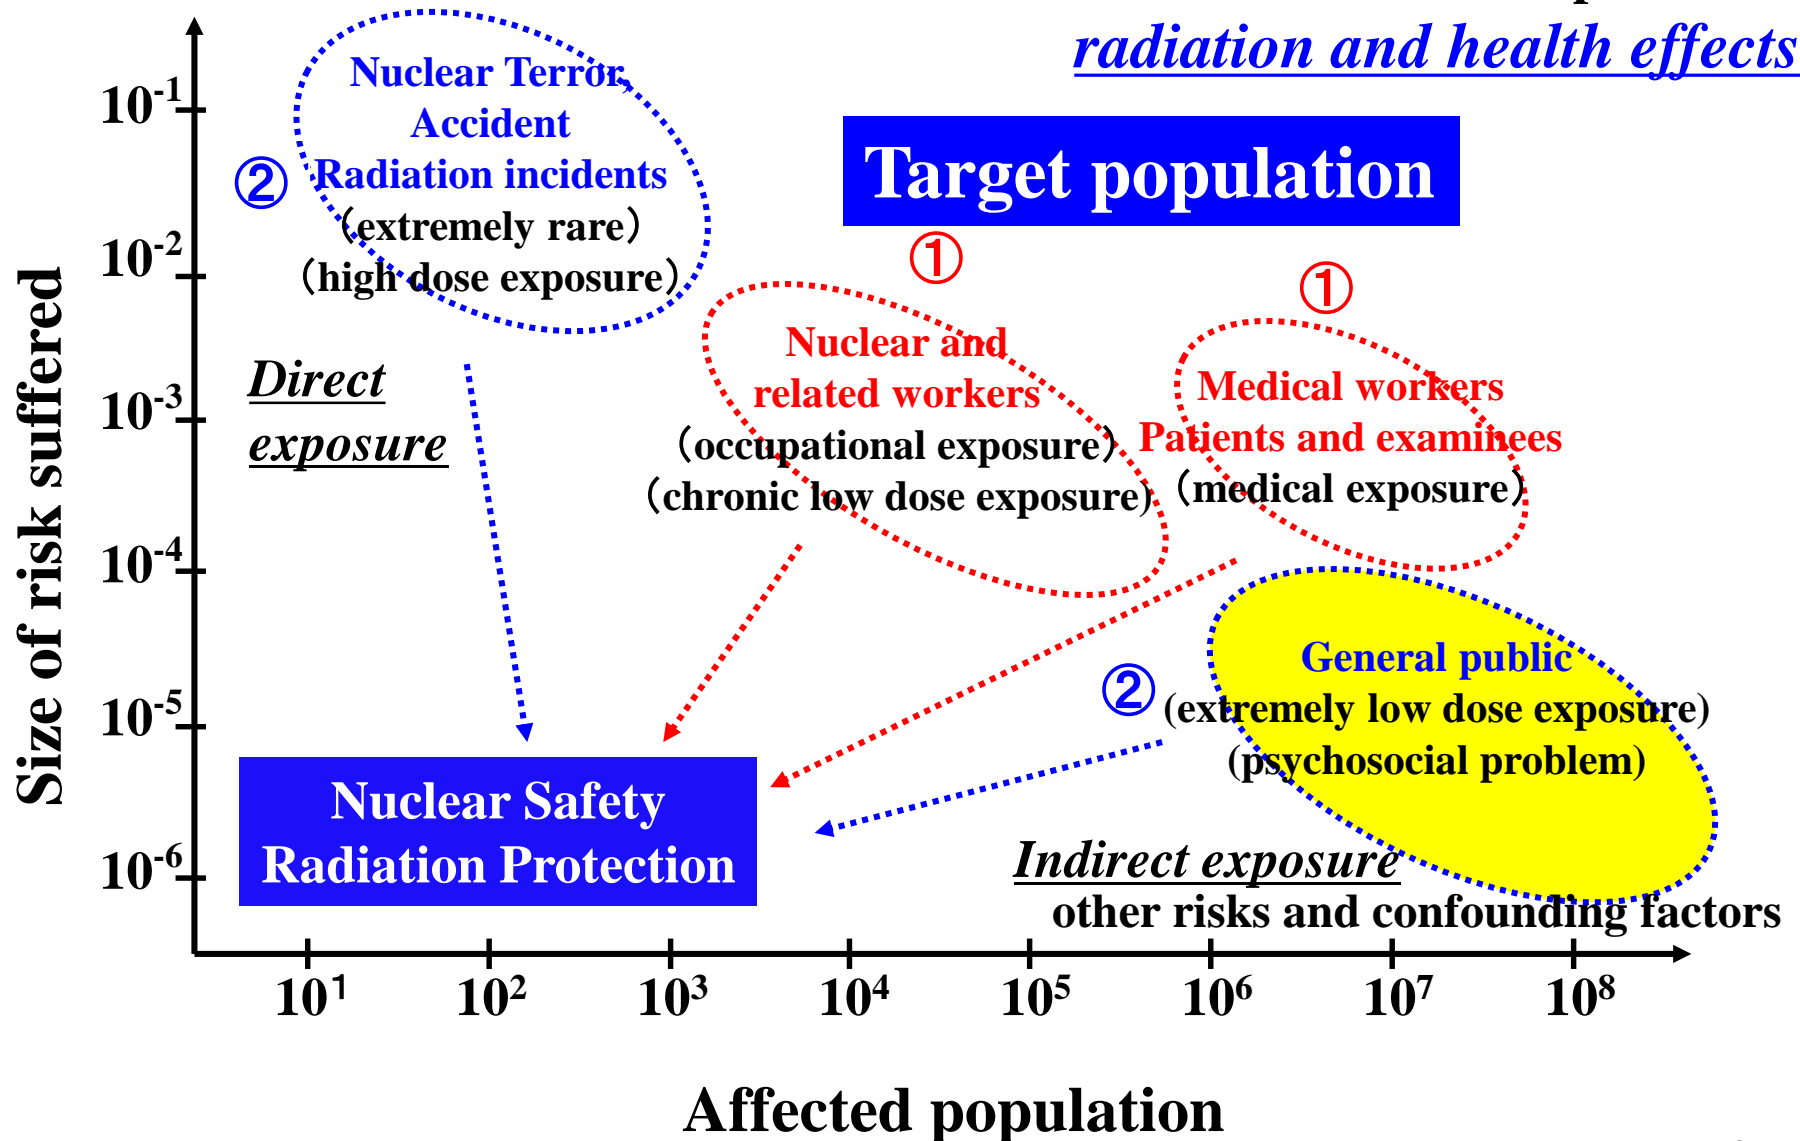 radiation and health effects
Target population
10-1
10-2
10-3
10-4
10-5
10-6
Size of risk suffered
②
Nuclear Terror,
Accident
Radiation incidents
（extremely rare）
（high dose exposure）
Direct
exposure
①
Nuclear and
related workers
（occupational exposure）
（chronic low dose exposure)
①
Medical workers
Patients and examinees
（medical exposure）
②
General public
(extremely low dose exposure)
(psychosocial problem)
Nuclear Safety
Radiation Protection
Indirect exposure
other risks and confounding factors
101 102 103 104 105 106 107 108
Affected population